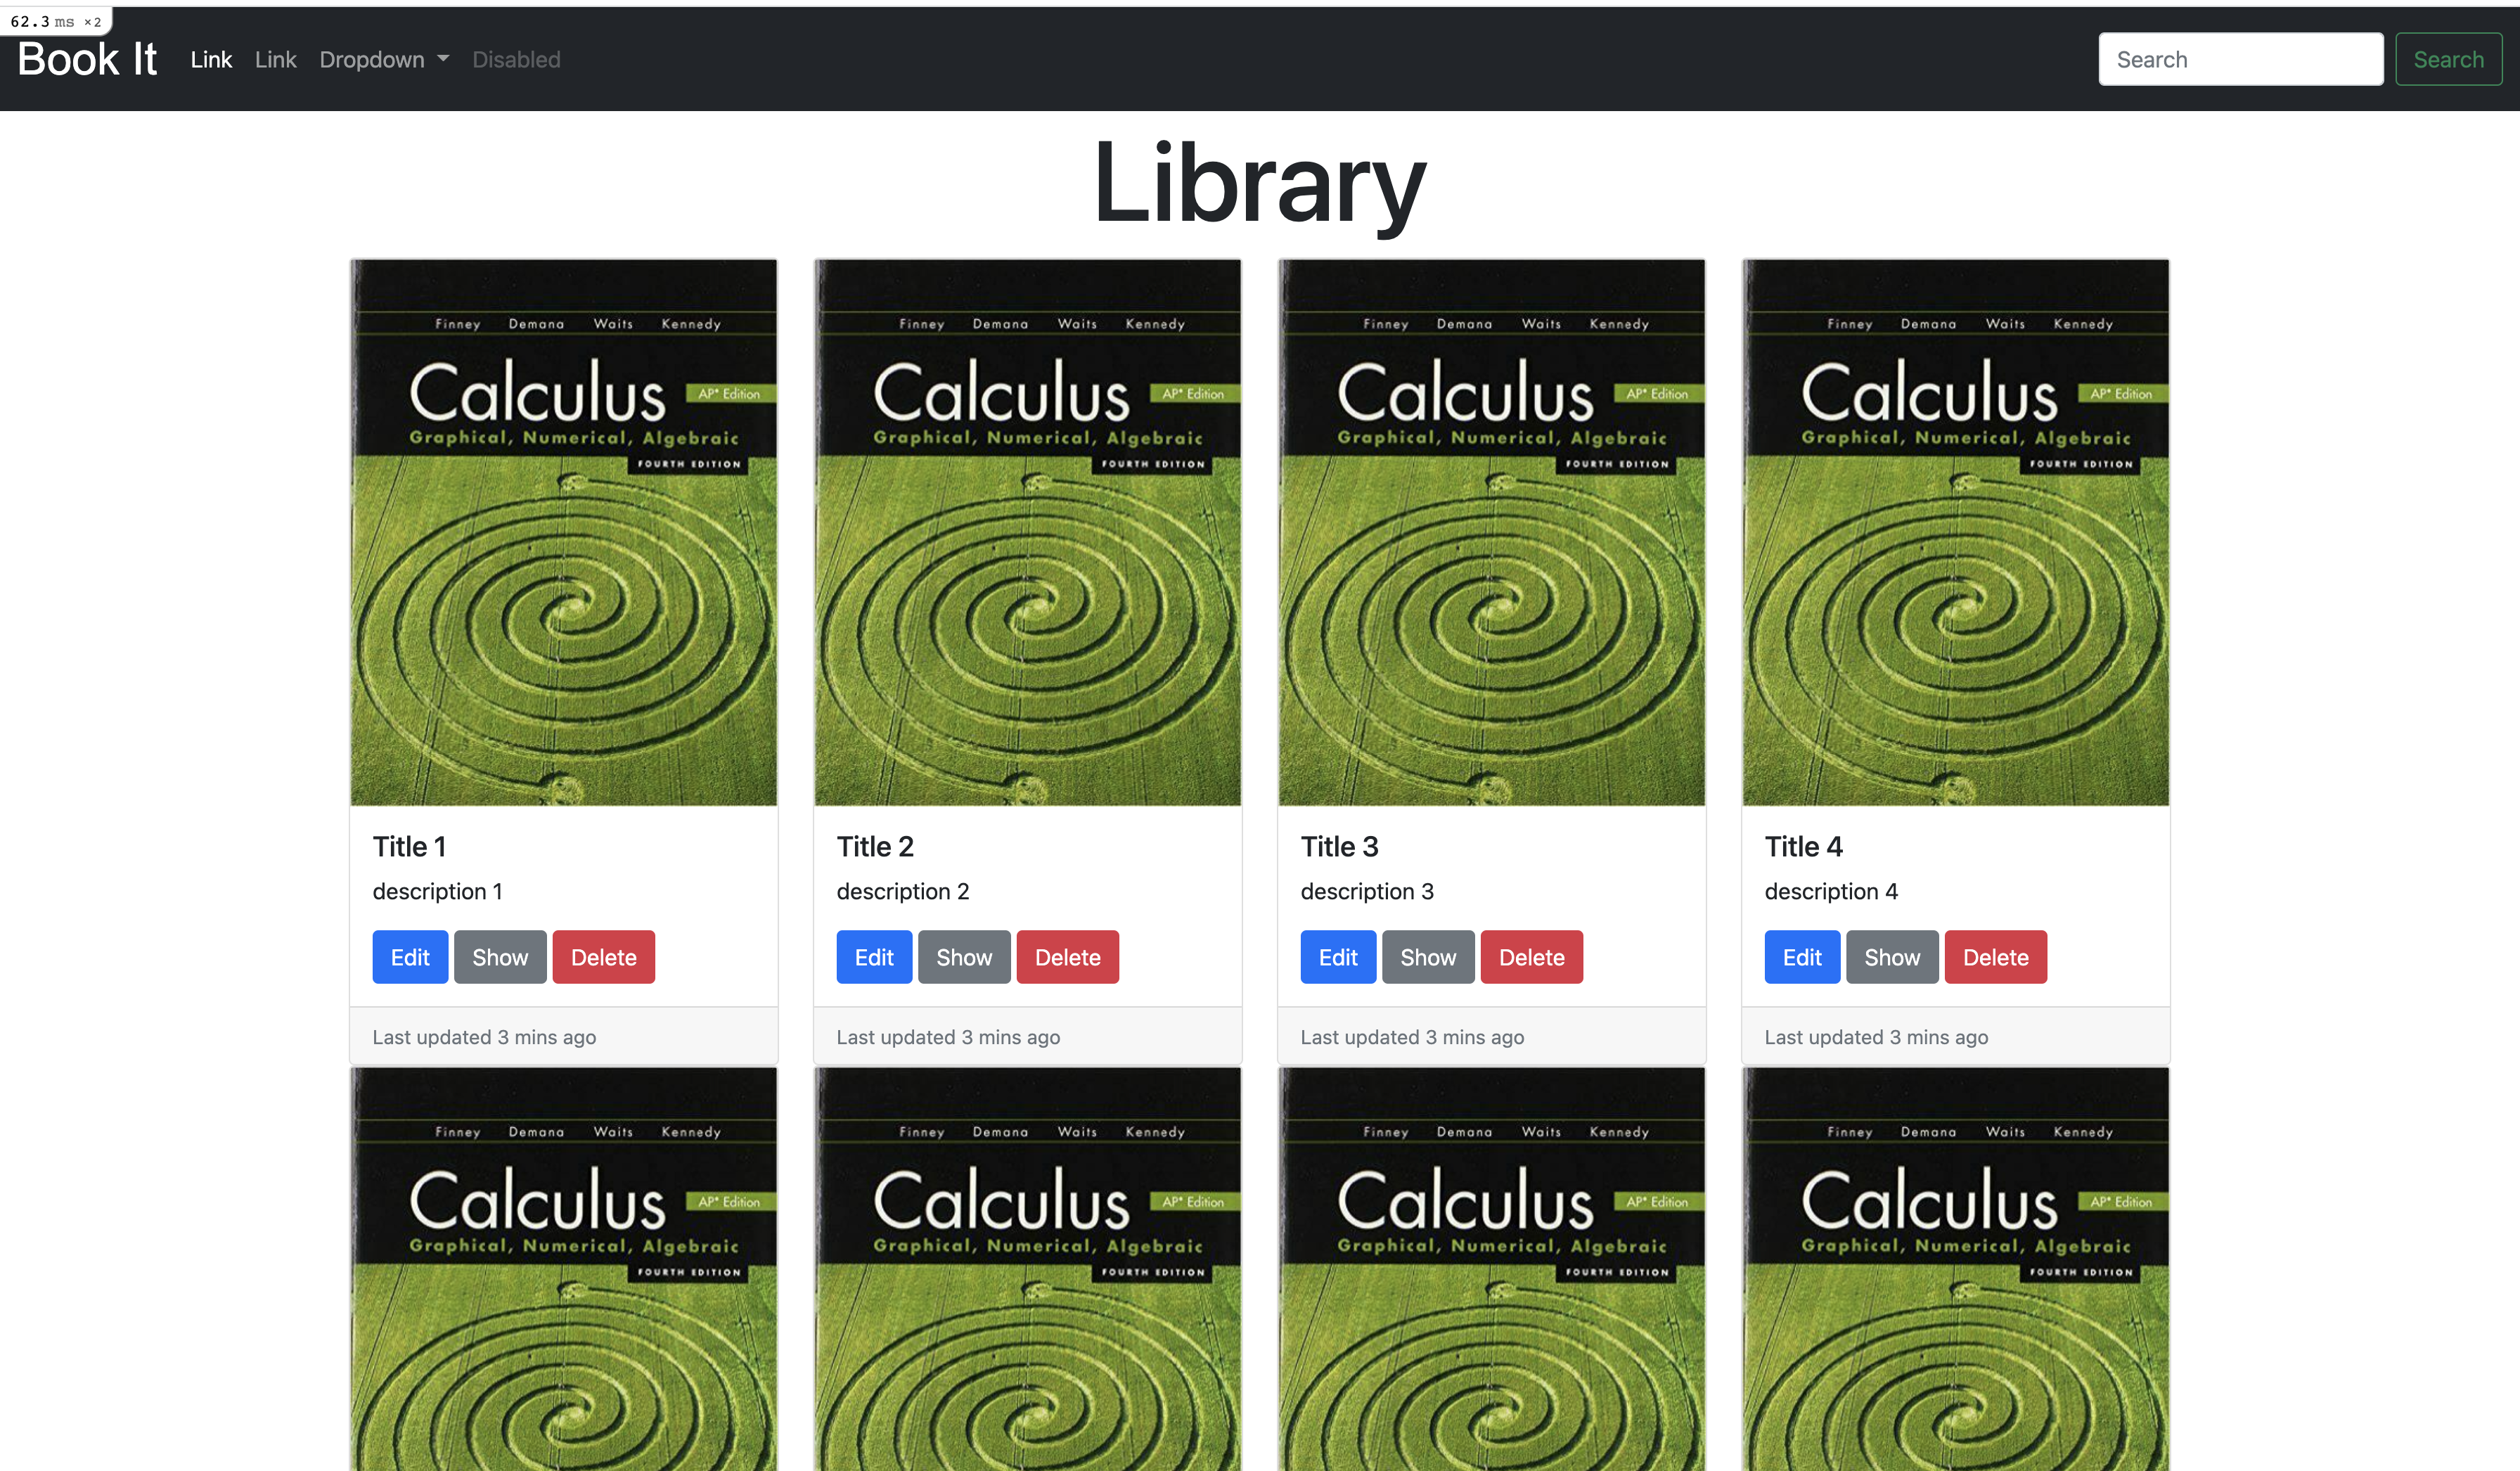 62.3 ms ×2
Book It Link Link Dropdown Disabled Search Search
Library
Finney Demana Waits Kennedy
Calculus AP* Edition
Graphical, Numerical, Algebraic
FOURTH EDITION
Title 1
description 1
Edit Show Delete
Last updated 3 mins ago
Finney Demana Waits Kennedy
Calculus AP* Edition
Graphical, Numerical, Algebraic
FOURTH EDITION
Title 2
description 2
Edit Show Delete
Last updated 3 mins ago
Finney Demana Waits Kennedy
Calculus AP* Edition
Graphical, Numerical, Algebraic
FOURTH EDITION
Title 3
description 3
Edit Show Delete
Last updated 3 mins ago
Finney Demana Waits Kennedy
Calculus AP* Edition
Graphical, Numerical, Algebraic
FOURTH EDITION
Title 4
description 4
Edit Show Delete
Last updated 3 mins ago
Finney Demana Waits Kennedy
Calculus AP* Edition
Graphical, Numerical, Algebraic
FOURTH EDITION
Finney Demana Waits Kennedy
Calculus AP* Edition
Graphical, Numerical, Algebraic
FOURTH EDITION
Finney Demana Waits Kennedy
Calculus AP* Edition
Graphical, Numerical, Algebraic
FOURTH EDITION
Finney Demana Waits Kennedy
Calculus AP* Edition
Graphical, Numerical, Algebraic
FOURTH EDITION